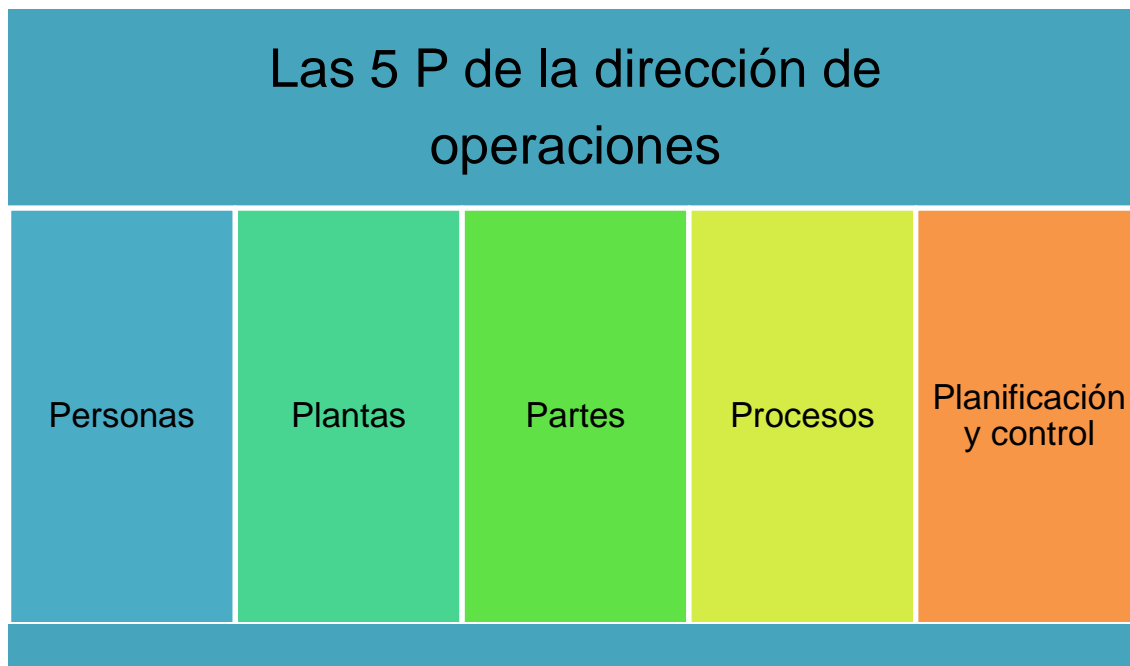 Las 5 P de la dirección de
operaciones
Personas
Plantas
Partes
Procesos
Planificación
y control